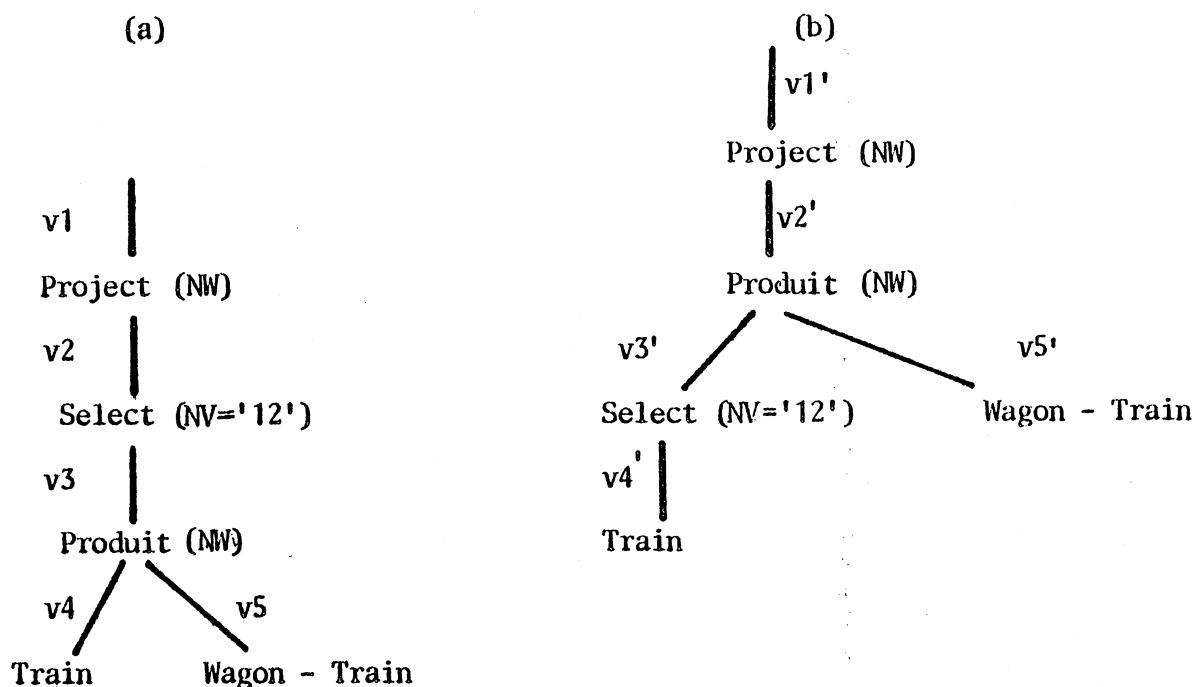 (a)
v1
Project (NW)
v2
Select (NV='12')
v3
Produit (NW)
v4
v5
Train
Wagon - Train
(b)
v1'
Project (NW)
v2'
Produit (NW)
v3'
v5'
Select (NV='12')
Wagon - Train
v4'
Train